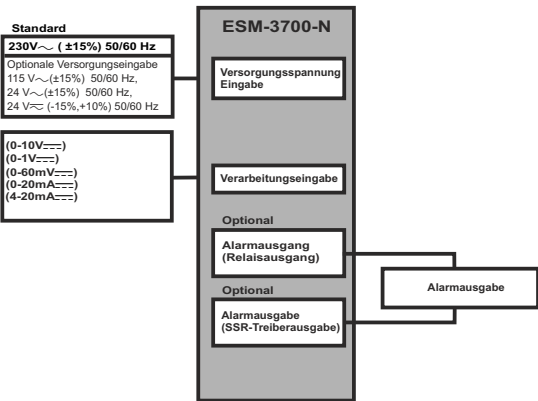 Standard
230V～ ( ±15%) 50/60 Hz
Optionale Versorgungseingabe
115 V～(±15%) 50/60 Hz,
24 V～(±15%) 50/60 Hz,
24 V⏦ (-15%,+10%) 50/60 Hz
(0-10V⎓)
(0-1V⎓)
(0-60mV⎓)
(0-20mA⎓)
(4-20mA⎓)
ESM-3700-N
Versorgungsspannung
Eingabe
Verarbeitungseingabe
Optional
Alarmausgang
(Relaisausgang)
Optional
Alarmausgabe
(SSR-Treiberausgabe)
Alarmausgabe